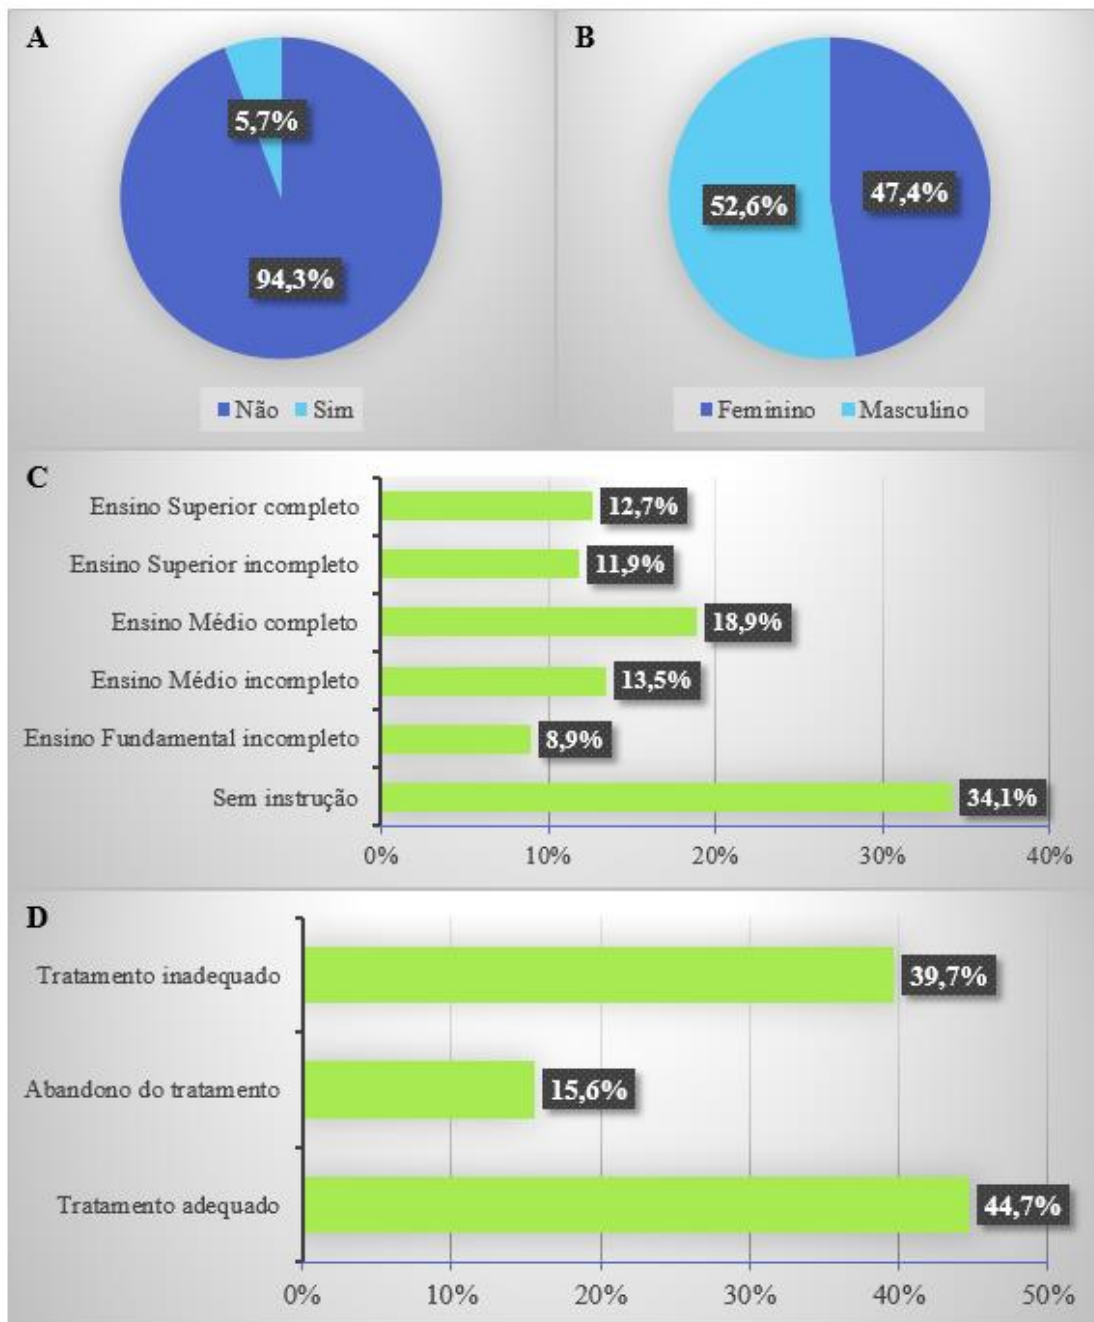 A
5,7%
94,3%
Não Sim
B
52,6%
47,4%
Feminino Masculino
C
Ensino Superior completo 12,7%
Ensino Superior incompleto 11,9%
Ensino Médio completo 18,9%
Ensino Médio incompleto 13,5%
Ensino Fundamental incompleto 8,9%
Sem instrução 34,1%
0% 10% 20% 30% 40%
D
Tratamento inadequado 39,7%
Abandono do tratamento 15,6%
Tratamento adequado 44,7%
0% 10% 20% 30% 40% 50%